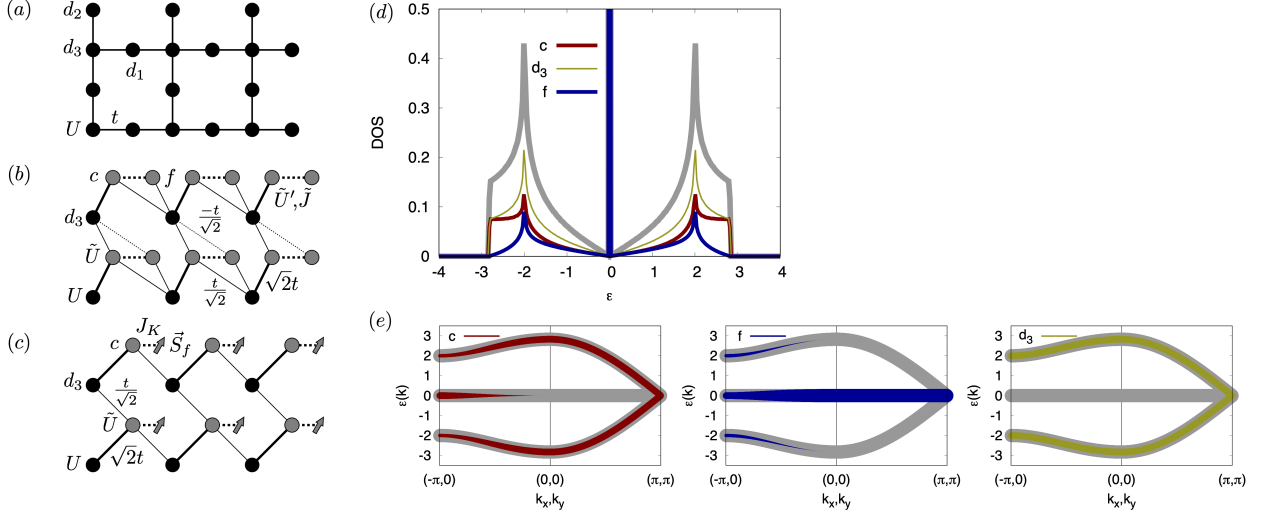 (a)
d₂
d₃
d₁
U
t
(b)
c
f
Ũ′,J̃
d₃
-t/√2
Ũ
√2t
U
t/√2
(c)
J_K
c
S⃗_f
d₃
t/√2
Ũ
U
√2t
(d)
0.5
0.4
0.3
0.2
0.1
0
DOS
c
d₃
f
-4 -3 -2 -1 0 1 2 3 4
ε
(e)
3
2
1
0
-1
-2
-3
ε(k)
c
(-π,0) (0,0) (π,π)
kₓ,k_y
3
2
1
0
-1
-2
-3
ε(k)
f
(-π,0) (0,0) (π,π)
kₓ,k_y
3
2
1
0
-1
-2
-3
ε(k)
d₃
(-π,0) (0,0) (π,π)
kₓ,k_y